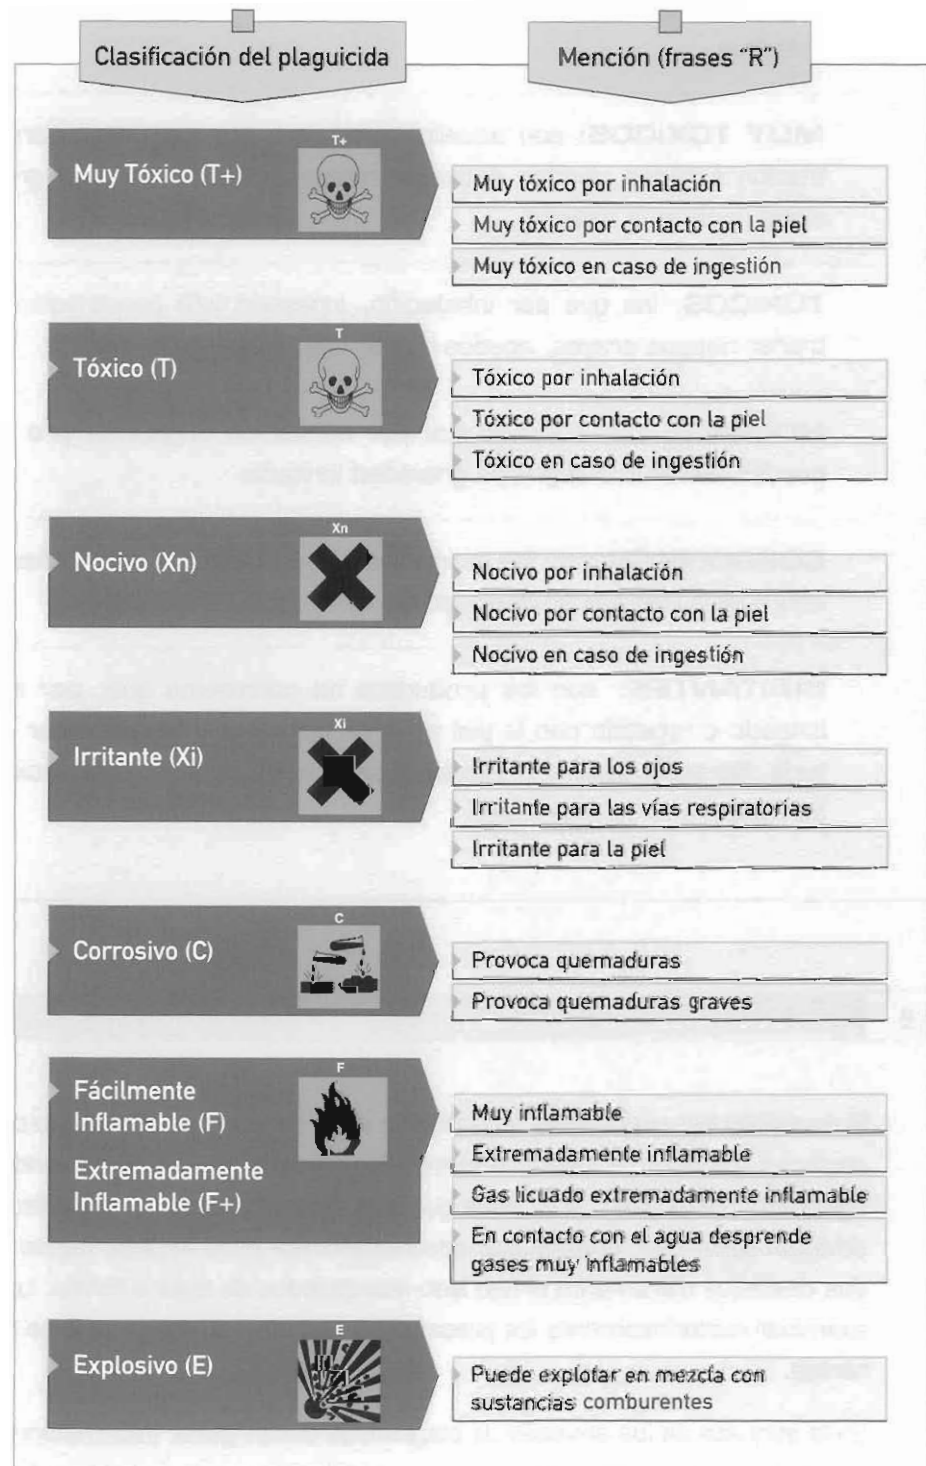 Clasificación del plaguicida
Mención (frases "R")
Muy Tóxico (T+)
T+
Muy tóxico por inhalación
Muy tóxico por contacto con la piel
Muy tóxico en caso de ingestión
Tóxico (T)
T
Tóxico por inhalación
Tóxico por contacto con la piel
Tóxico en caso de ingestión
Nocivo (Xn)
Xn
Nocivo por inhalación
Nocivo por contacto con la piel
Nocivo en caso de ingestión
Irritante (Xi)
Xi
Irritante para los ojos
Irritante para las vías respiratorias
Irritante para la piel
Corrosivo (C)
C
Provoca quemaduras
Provoca quemaduras graves
Fácilmente
Inflamable (F)
Extremadamente
Inflamable (F+)
F
Muy inflamable
Extremadamente inflamable
Gas licuado extremadamente inflamable
En contacto con el agua desprende
gases muy inflamables
Explosivo (E)
E
Puede explotar en mezcla con
sustancias comburentes